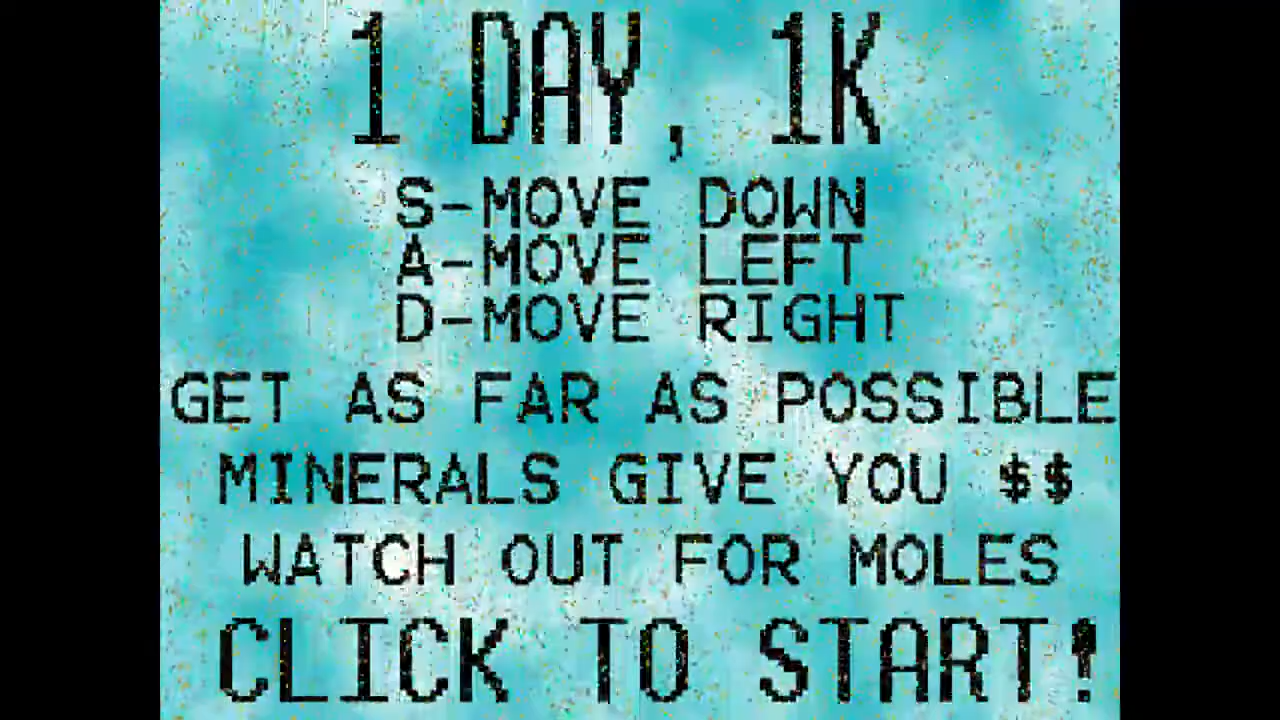 1 DAY, 1K
S-MOVE DOWN
A-MOVE LEFT
D-MOVE RIGHT
GET AS FAR AS POSSIBLE
MINERALS GIVE YOU $$
WATCH OUT FOR MOLES
CLICK TO START!